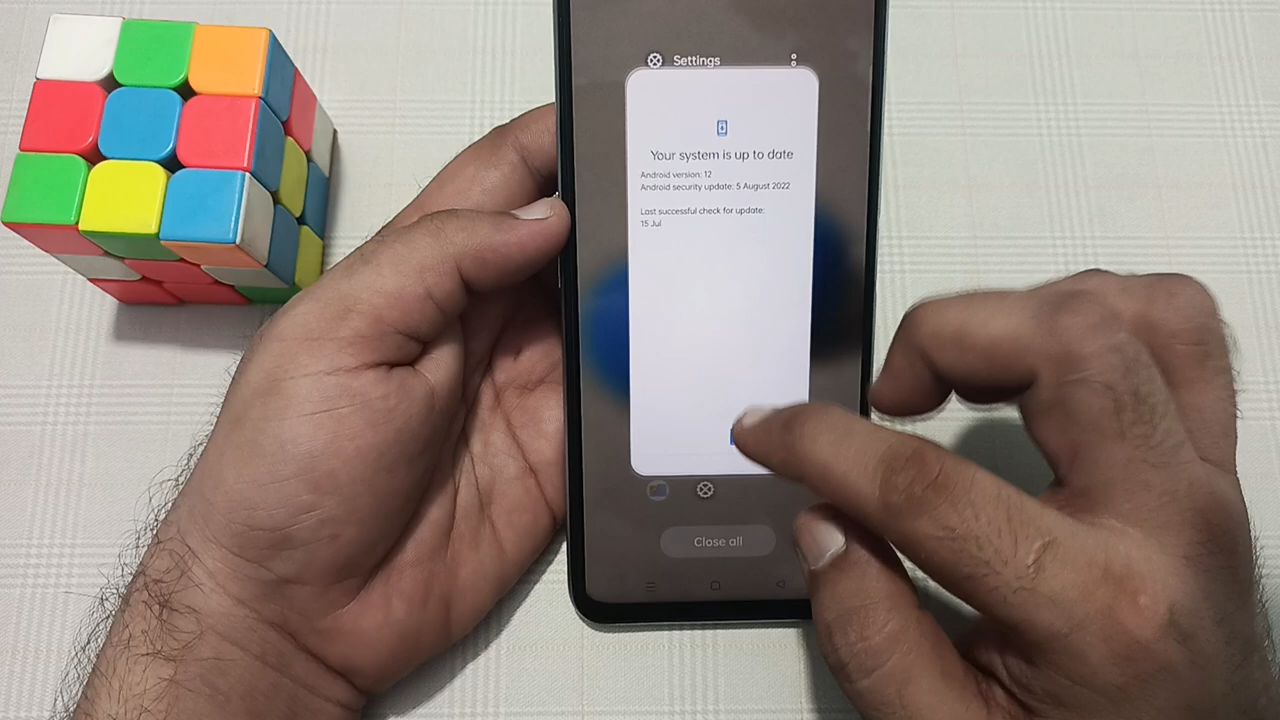 Settings
Your system is up to date
Android version: 12
Android security update: 5 August 2022
Last successful check for update:
15 Jul
Close all